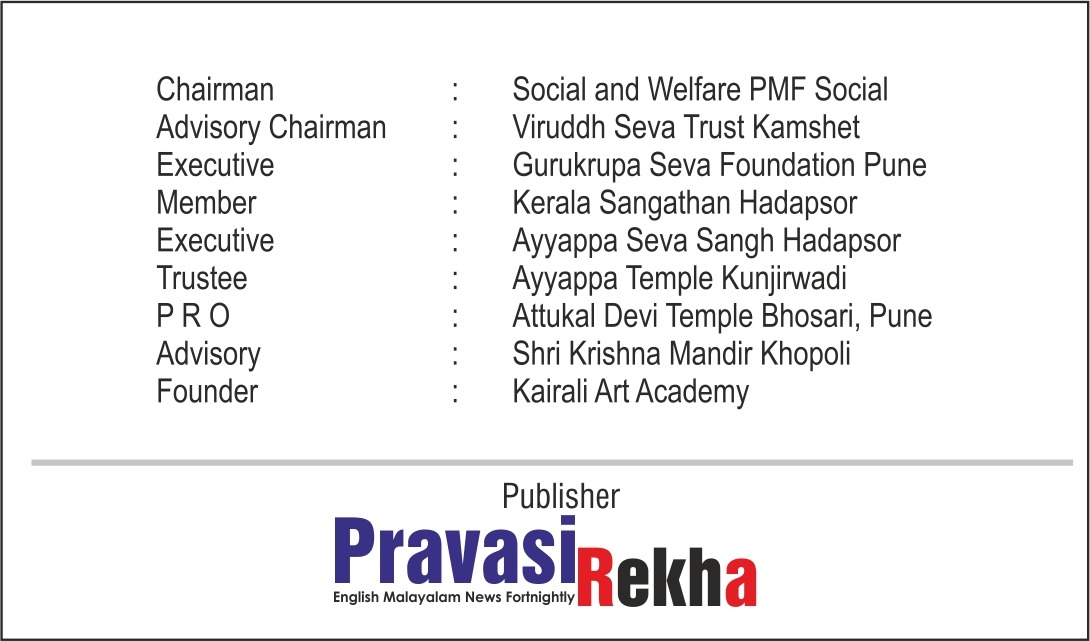 Chairman : Social and Welfare PMF Social
Advisory Chairman : Viruddh Seva Trust Kamshet
Executive : Gurukrupa Seva Foundation Pune
Member : Kerala Sangathan Hadapsor
Executive : Ayyappa Seva Sangh Hadapsor
Trustee : Ayyappa Temple Kunjirwadi
P R O : Attukal Devi Temple Bhosari, Pune
Advisory : Shri Krishna Mandir Khopoli
Founder : Kairali Art Academy
Publisher
Pravasi Rekha
English Malayalam News Fortnightly